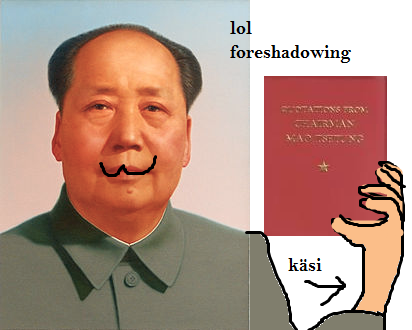 lol
foreshadowing
QUOTATIONS FROM
CHAIRMAN
MAO TSETUNG
käsi